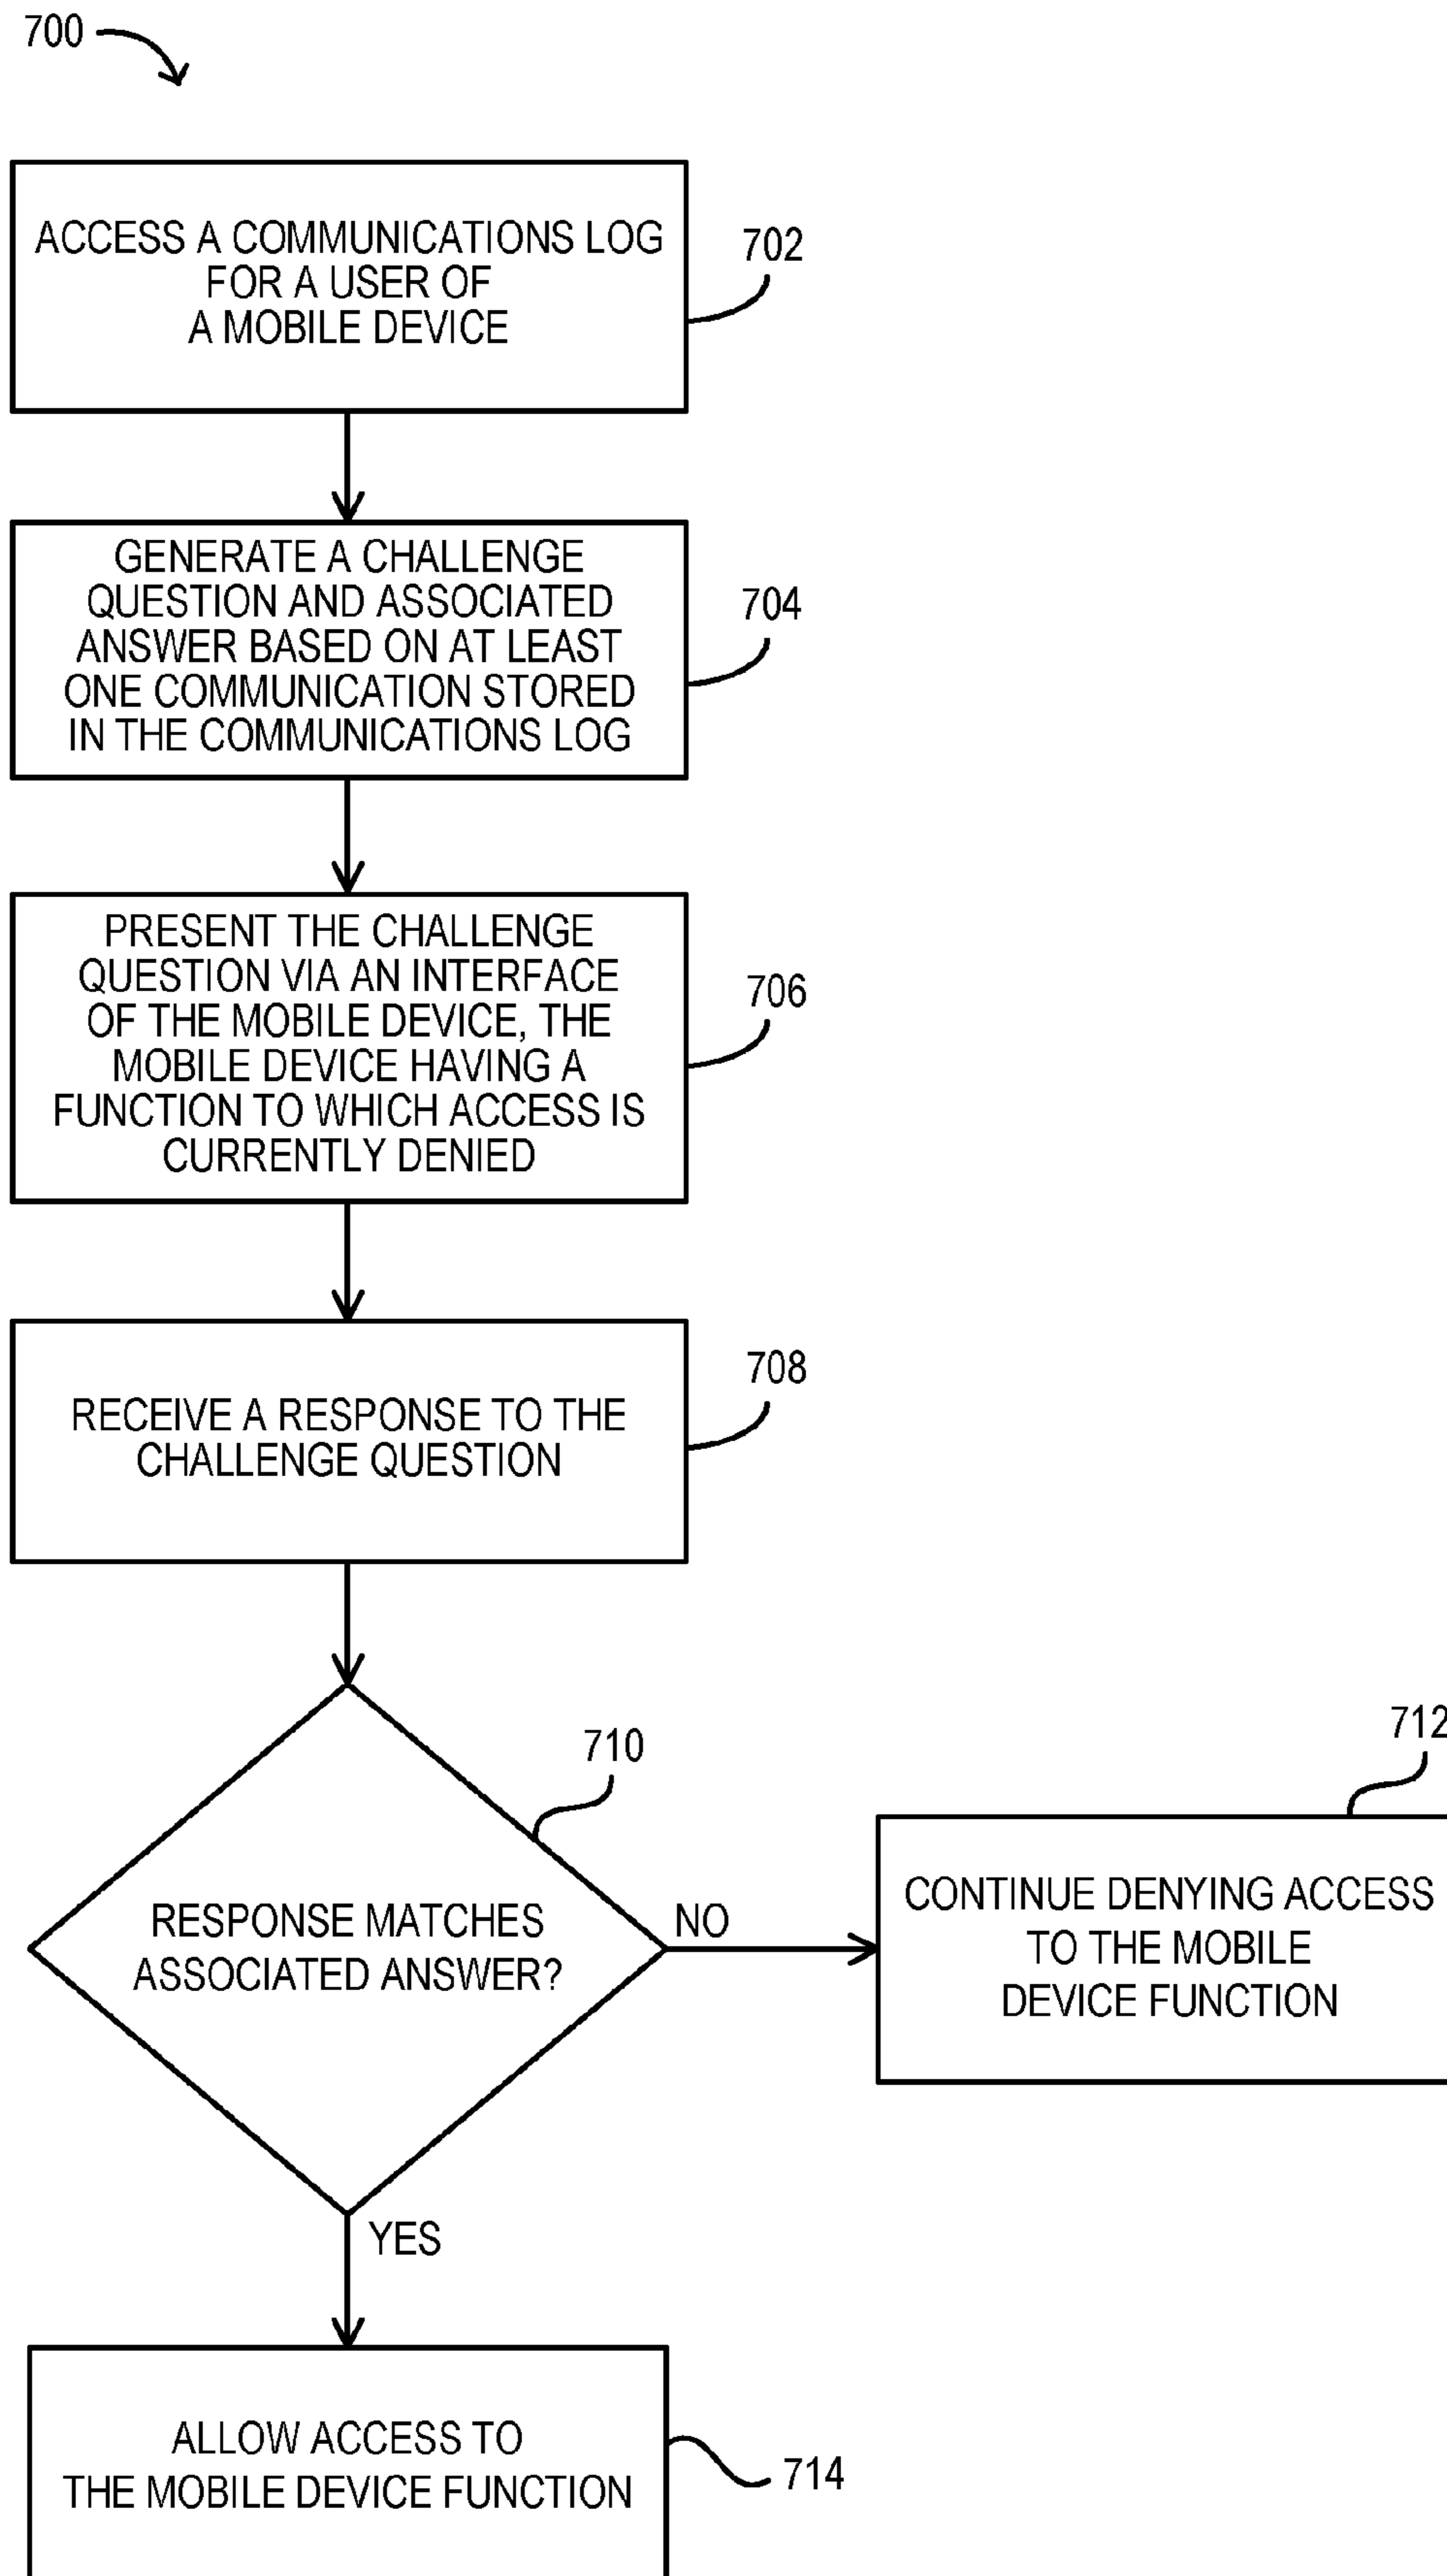 700
ACCESS A COMMUNICATIONS LOG
FOR A USER OF
A MOBILE DEVICE
702
GENERATE A CHALLENGE
QUESTION AND ASSOCIATED
ANSWER BASED ON AT LEAST
ONE COMMUNICATION STORED
IN THE COMMUNICATIONS LOG
704
PRESENT THE CHALLENGE
QUESTION VIA AN INTERFACE
OF THE MOBILE DEVICE, THE
MOBILE DEVICE HAVING A
FUNCTION TO WHICH ACCESS IS
CURRENTLY DENIED
706
RECEIVE A RESPONSE TO THE
CHALLENGE QUESTION
708
RESPONSE MATCHES
ASSOCIATED ANSWER?
710
NO
CONTINUE DENYING ACCESS
TO THE MOBILE
DEVICE FUNCTION
712
YES
ALLOW ACCESS TO
THE MOBILE DEVICE FUNCTION
714